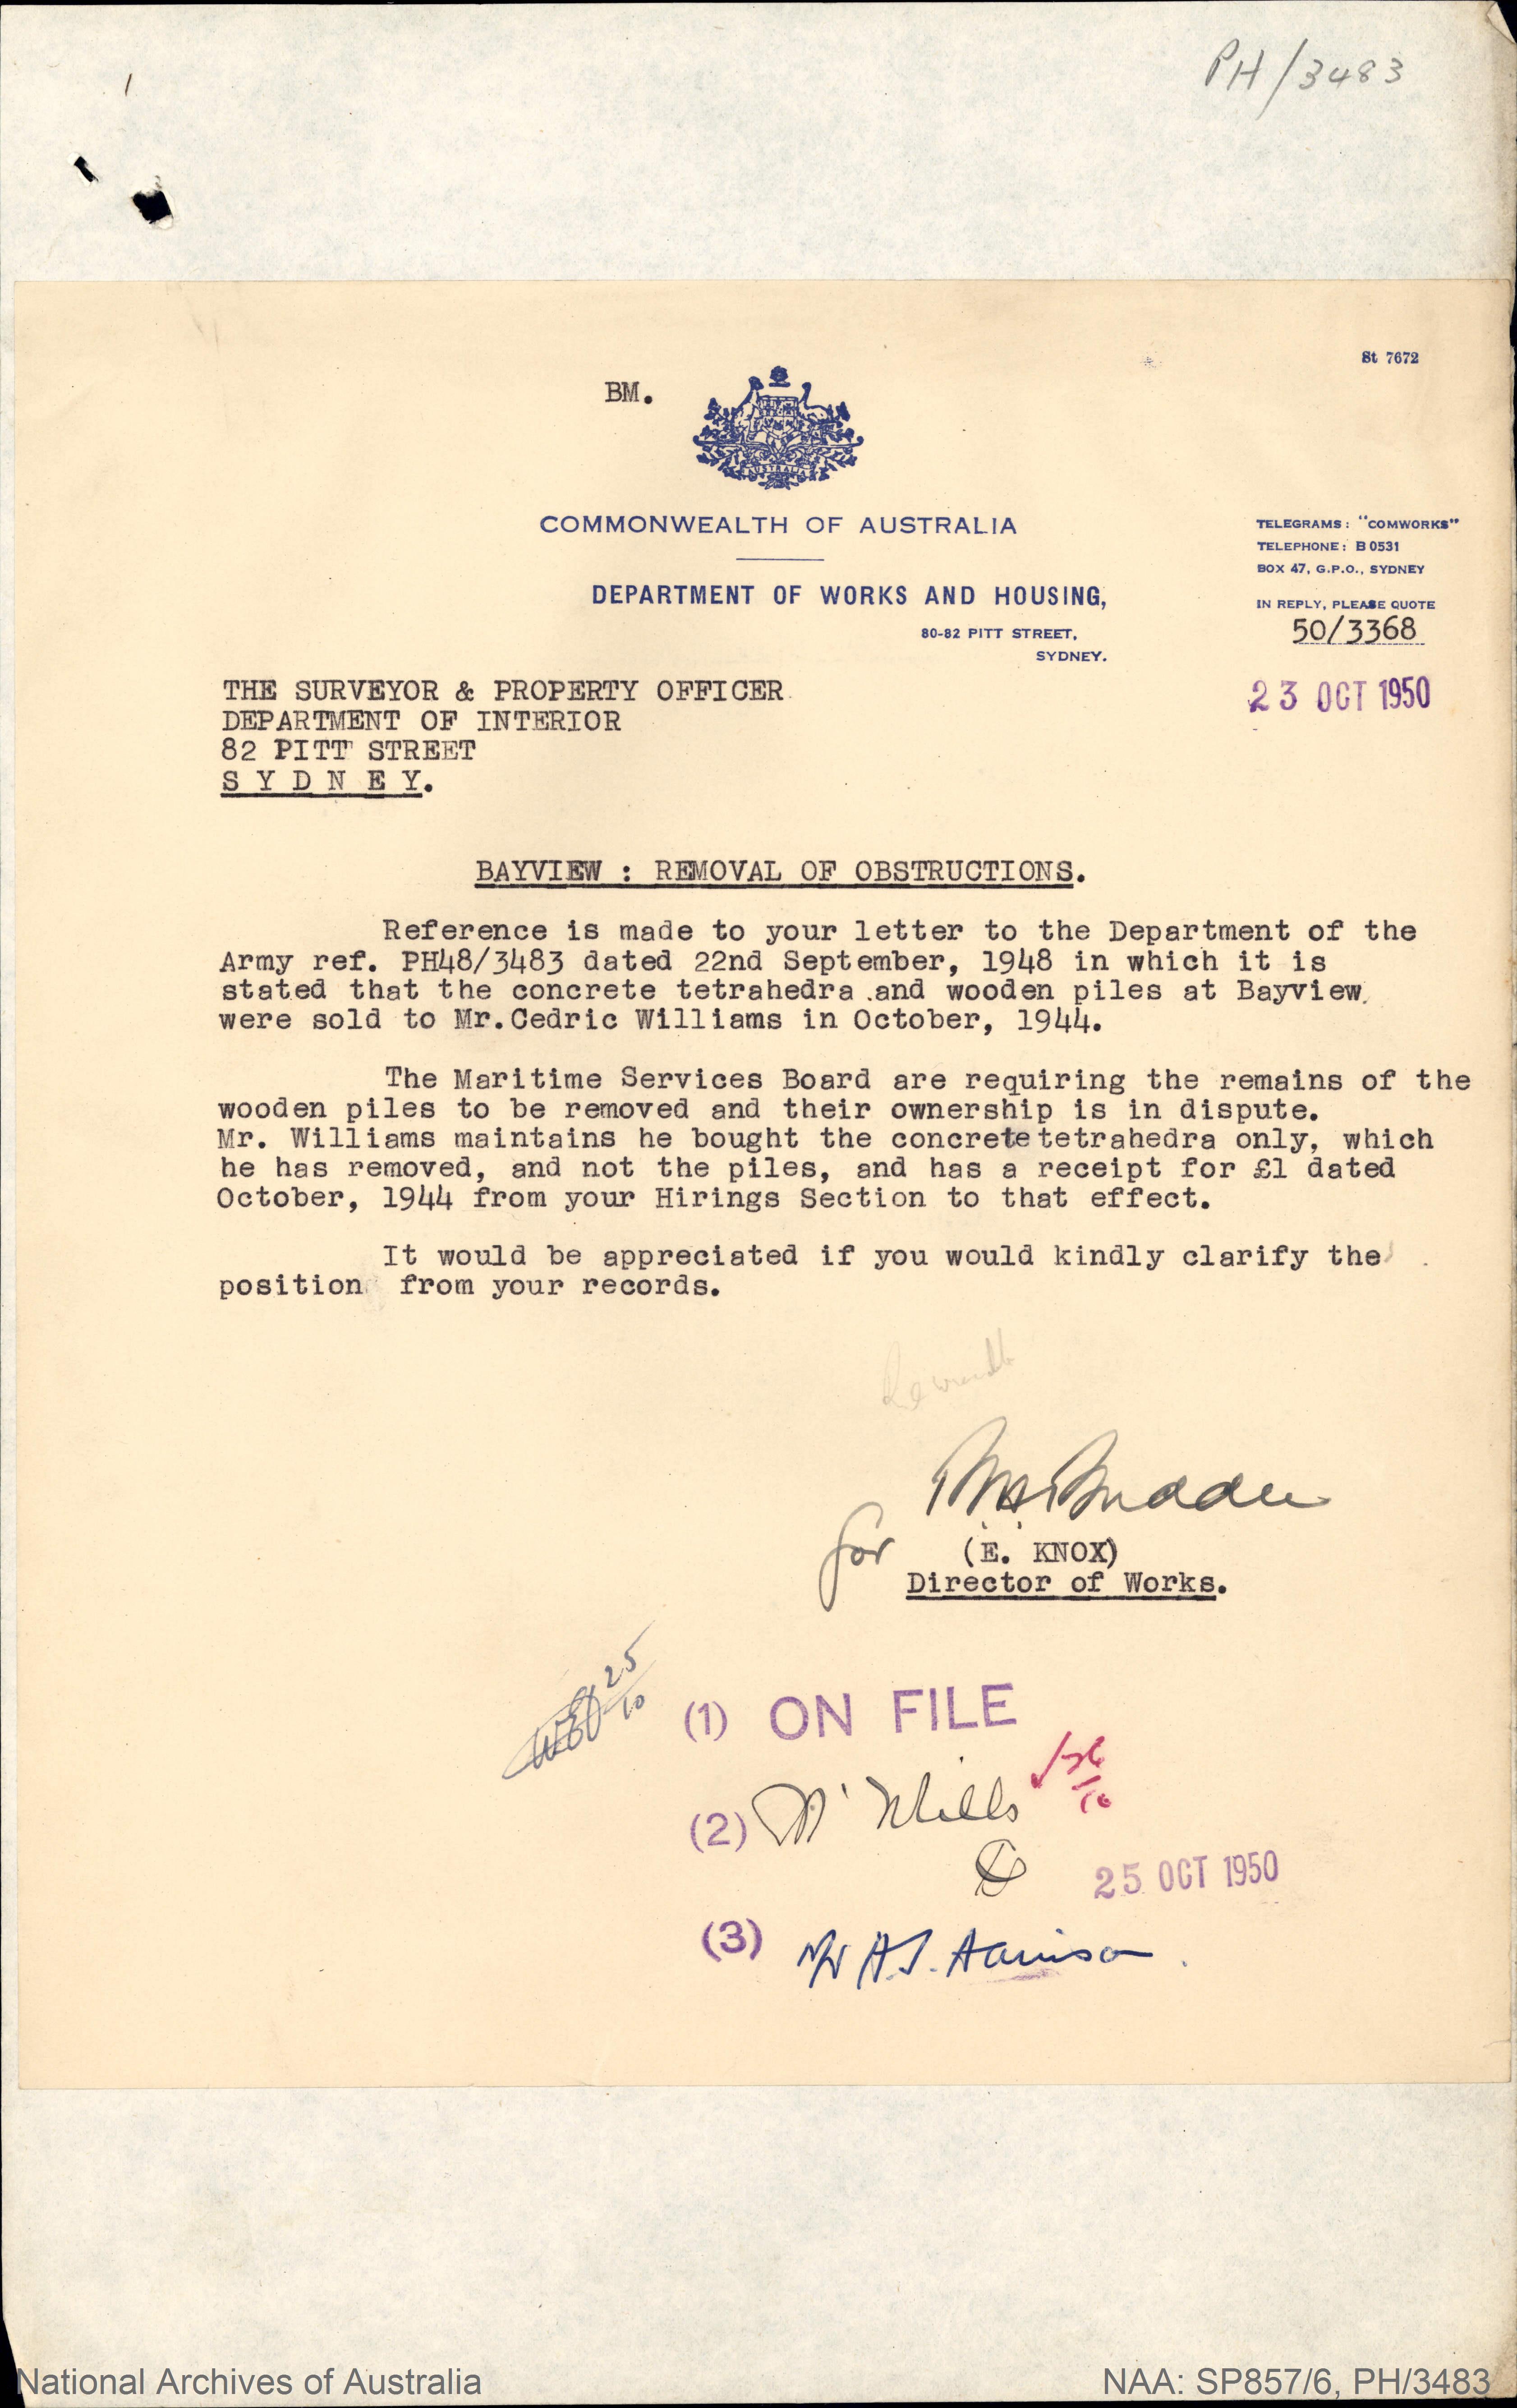 PH/3483
St 7672
BM.
AUSTRALIA
COMMONWEALTH OF AUSTRALIA
TELEGRAMS: "COMWORKS"
TELEPHONE: B 0531
BOX 47, G.P.O., SYDNEY
DEPARTMENT OF WORKS AND HOUSING,
IN REPLY, PLEASE QUOTE
50/3368
80-82 PITT STREET,
SYDNEY.
THE SURVEYOR & PROPERTY OFFICER
23 OCT 1950
DEPARTMENT OF INTERIOR
82 PITT STREET
S Y D N E Y.
BAYVIEW : REMOVAL OF OBSTRUCTIONS.
Reference is made to your letter to the Department of the
Army ref. PH48/3483 dated 22nd September, 1948 in which it is
stated that the concrete tetrahedra and wooden piles at Bayview
were sold to Mr.Cedric Williams in October, 1944.
The Maritime Services Board are requiring the remains of the
wooden piles to be removed and their ownership is in dispute.
Mr. Williams maintains he bought the concrete tetrahedra only, which
he has removed, and not the piles, and has a receipt for £1 dated
October, 1944 from your Hirings Section to that effect.
It would be appreciated if you would kindly clarify the
position from your records.
for (E. KNOX)
Director of Works.
25/10
(1) ON FILE
(2) Mr Mills
26/10
25 OCT 1950
(3) Mr A.J. Harrison.
National Archives of Australia
NAA: SP857/6, PH/3483